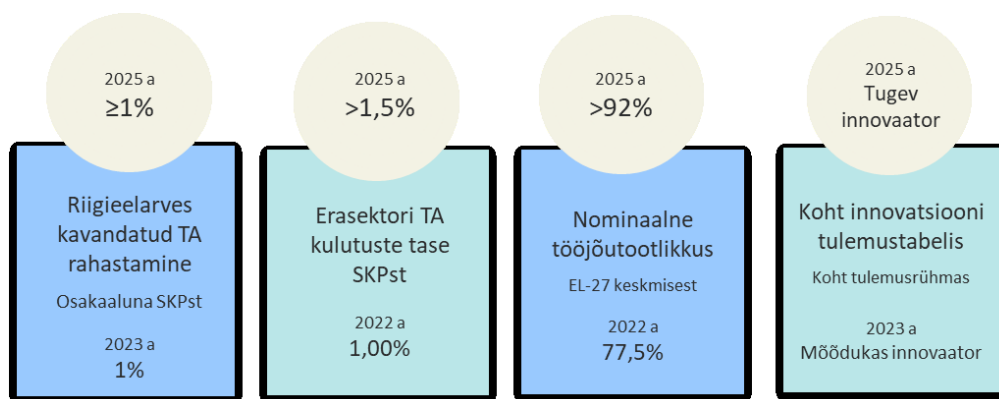 2025 a
≥1%
Riigieelarves
kavandatud TA
rahastamine
Osakaaluna SKPst
2023 a
1%
2025 a
>1,5%
Erasektori TA
kulutuste tase
SKPst
2022 a
1,00%
2025 a
>92%
Nominaalne
tööjõutootlikkus
EL-27 keskmisest
2022 a
77,5%
2025 a
Tugev
innovaator
Koht innovatsiooni
tulemustabelis
Koht tulemusrühmas
2023 a
Mõõdukas innovaator